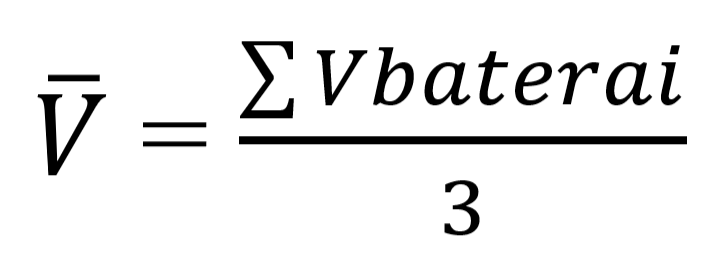 V̅ = ∑ Vbaterai / 3